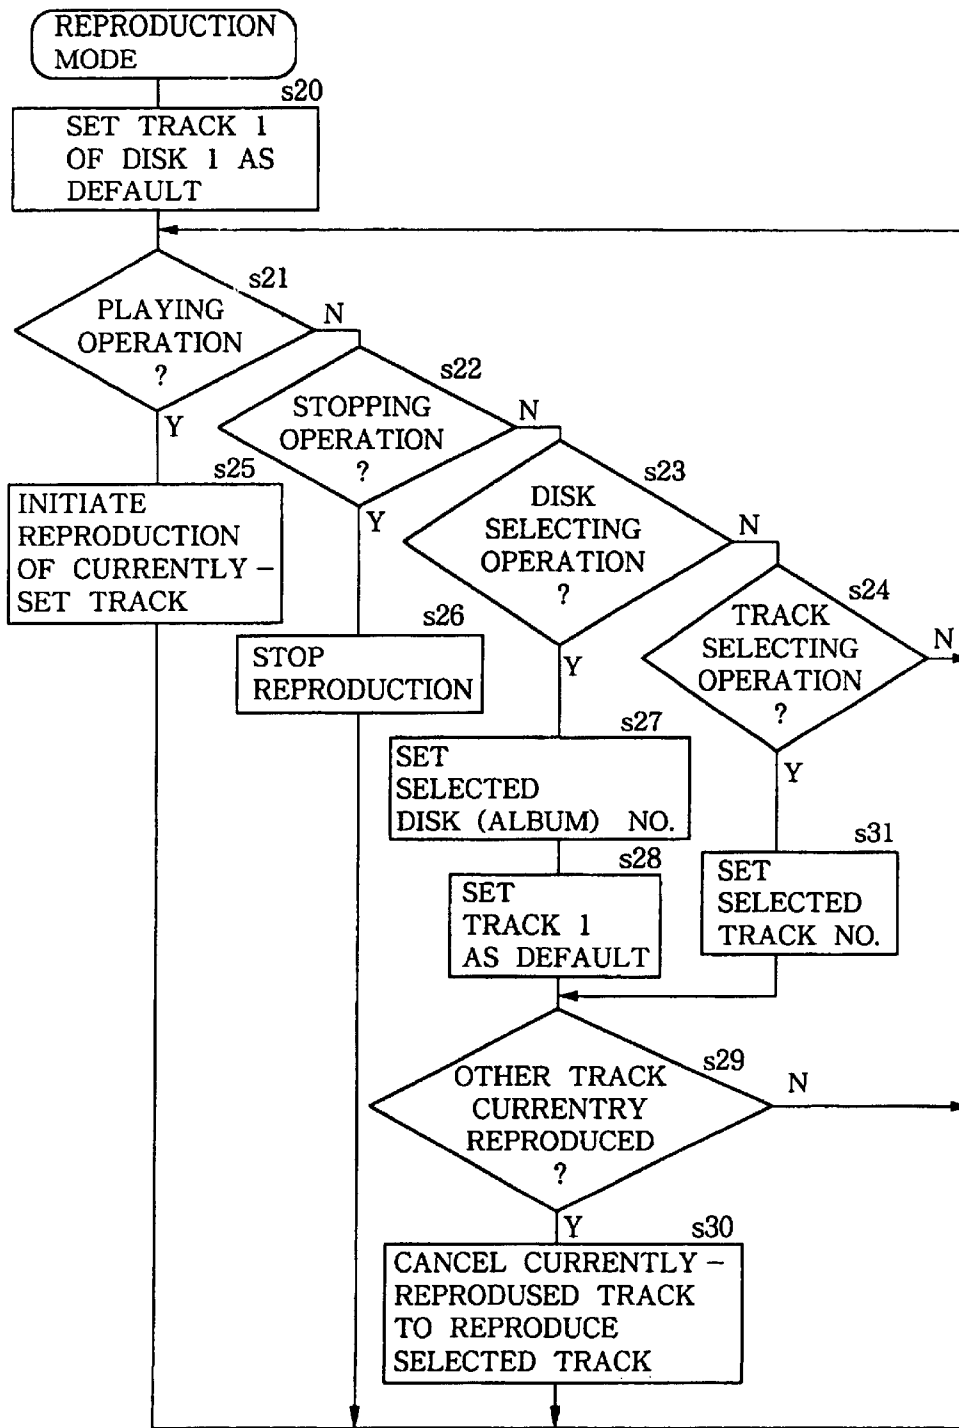 REPRODUCTION
MODE
s20
SET TRACK 1
OF DISK 1 AS
DEFAULT
s21
PLAYING
OPERATION
?
N
Y
s22
STOPPING
OPERATION
?
N
Y
s23
DISK
SELECTING
OPERATION
?
N
Y
s24
TRACK
SELECTING
OPERATION
?
N
Y
s25
INITIATE
REPRODUCTION
OF CURRENTLY –
SET TRACK
s26
STOP
REPRODUCTION
s27
SET
SELECTED
DISK (ALBUM) NO.
s28
SET
TRACK 1
AS DEFAULT
s31
SET
SELECTED
TRACK NO.
s29
OTHER TRACK
CURRENTRY
REPRODUCED
?
N
Y
s30
CANCEL CURRENTLY –
REPRODUSED TRACK
TO REPRODUCE
SELECTED TRACK